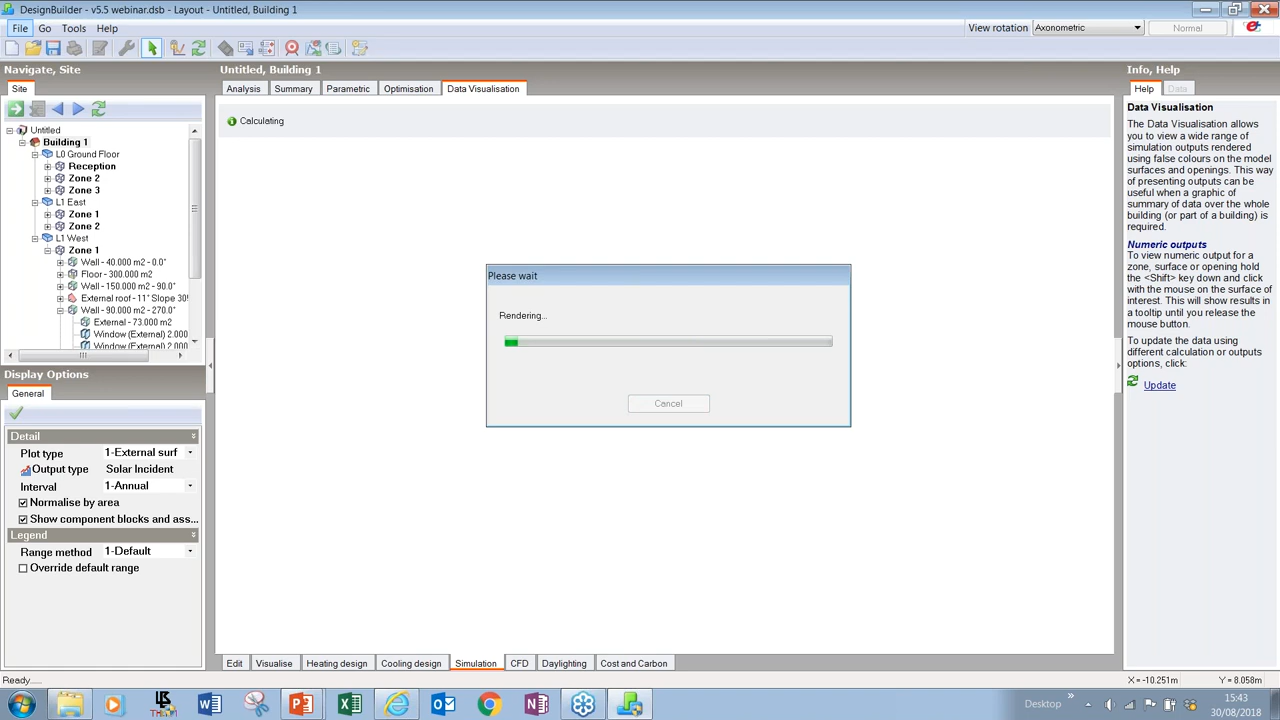 DesignBuilder - v5.5 webinar.dsb - Layout - Untitled, Building 1
File Go Tools Help
View rotation Axonometric Normal
Navigate, Site
Untitled, Building 1
Info, Help
Site
Analysis Summary Parametric Optimisation Data Visualisation
Help Data
Calculating
Untitled
Building 1
L0 Ground Floor
Reception
Zone 2
Zone 3
L1 East
Zone 1
Zone 2
L1 West
Zone 1
Wall - 40.000 m2 - 0.0°
Floor - 300.000 m2
Wall - 150.000 m2 - 90.0°
External roof - 11° Slope 305
Wall - 90.000 m2 - 270.0°
External - 73.000 m2
Window (External) 2.000
Window (External) 2.000
Data Visualisation
The Data Visualisation allows
you to view a wide range of
simulation outputs rendered
using false colours on the model
surfaces and openings. This way
of presenting outputs can be
useful when a graphic of
summary of data over the whole
building (or part of a building) is
required.
Numeric outputs
To view numeric output for a
zone, surface or opening hold
the <Shift> key down and click
with the mouse on the surface of
interest. This will show results in
a tooltip until you release the
mouse button.
To update the data using
different calculation or outputs
options, click:
Update
Please wait
Rendering...
Cancel
Display Options
General
Detail
Plot type 1-External surf
Output type Solar Incident
Interval 1-Annual
Normalise by area
Show component blocks and ass...
Legend
Range method 1-Default
Override default range
Edit Visualise Heating design Cooling design Simulation CFD Daylighting Cost and Carbon
Ready.....
X = -10.251m Y = 8.058m
Desktop
15:43
30/08/2018